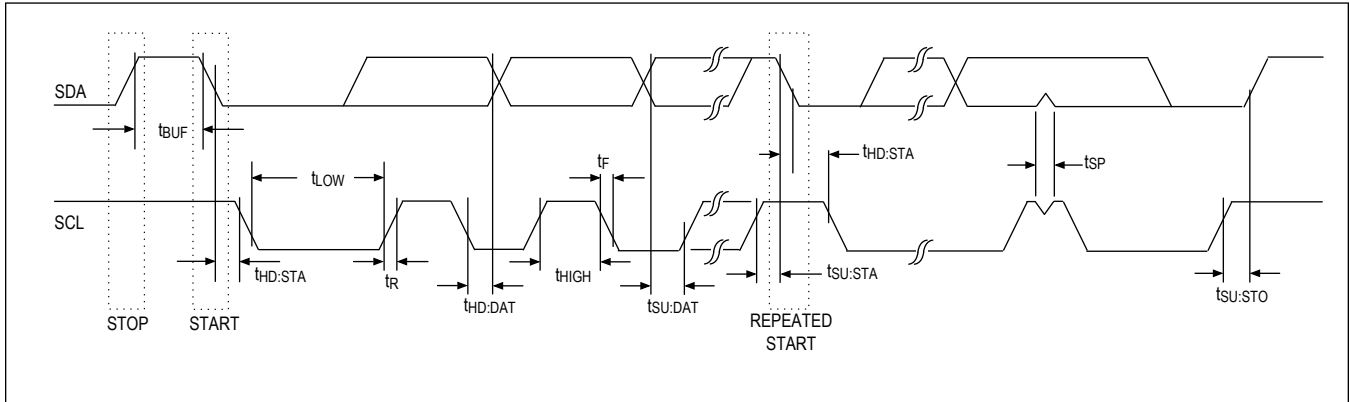 SDA
tBUF
tLOW
tF
tHD:STA
tSP
SCL
tHD:STA
tR
tHD:DAT
tHIGH
tSU:DAT
tSU:STA
tSU:STO
STOP
START
REPEATED
START